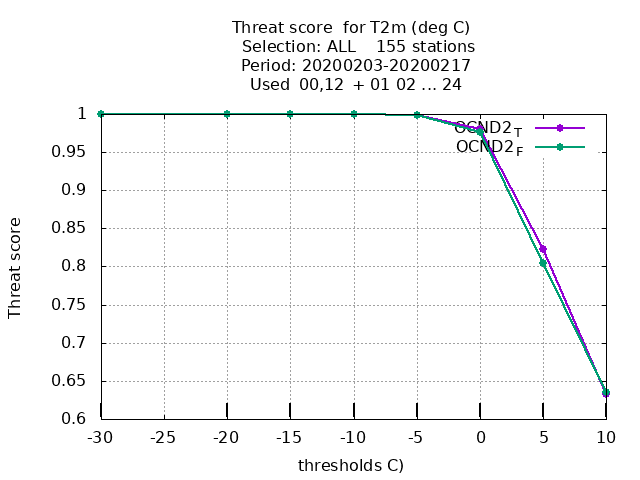 Threat score  for T2m (deg C)
Selection: ALL    155 stations
Period: 20200203-20200217
Used  00,12  + 01 02 ... 24
1
0.95
0.9
0.85
0.8
0.75
0.7
0.65
0.6
Threat score
OCND2T
OCND2F
-30 -25 -20 -15 -10 -5 0 5 10
thresholds C)